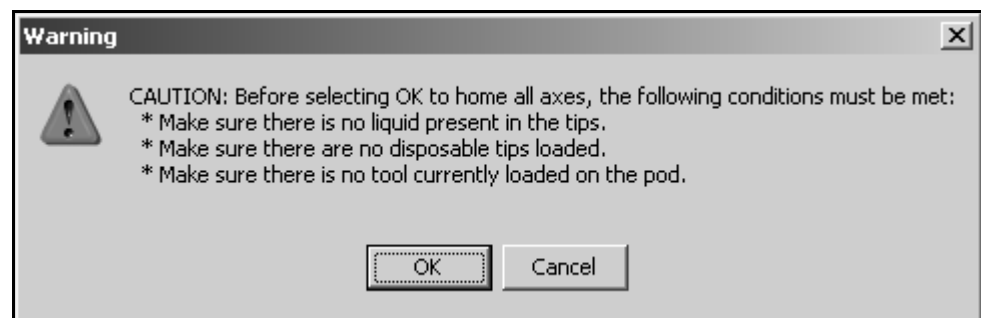 Warning
CAUTION: Before selecting OK to home all axes, the following conditions must be met:
* Make sure there is no liquid present in the tips.
* Make sure there are no disposable tips loaded.
* Make sure there is no tool currently loaded on the pod.
OK Cancel